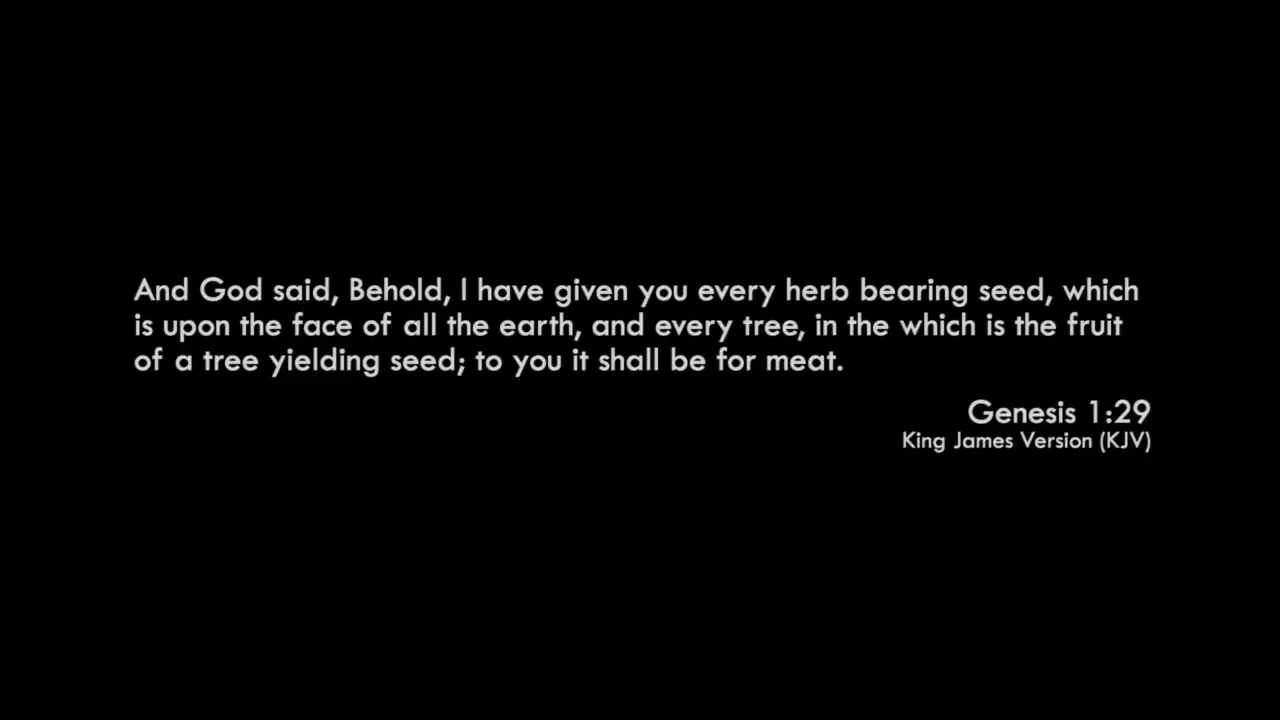 And God said, Behold, I have given you every herb bearing seed, which
is upon the face of all the earth, and every tree, in the which is the fruit
of a tree yielding seed; to you it shall be for meat.
Genesis 1:29
King James Version (KJV)